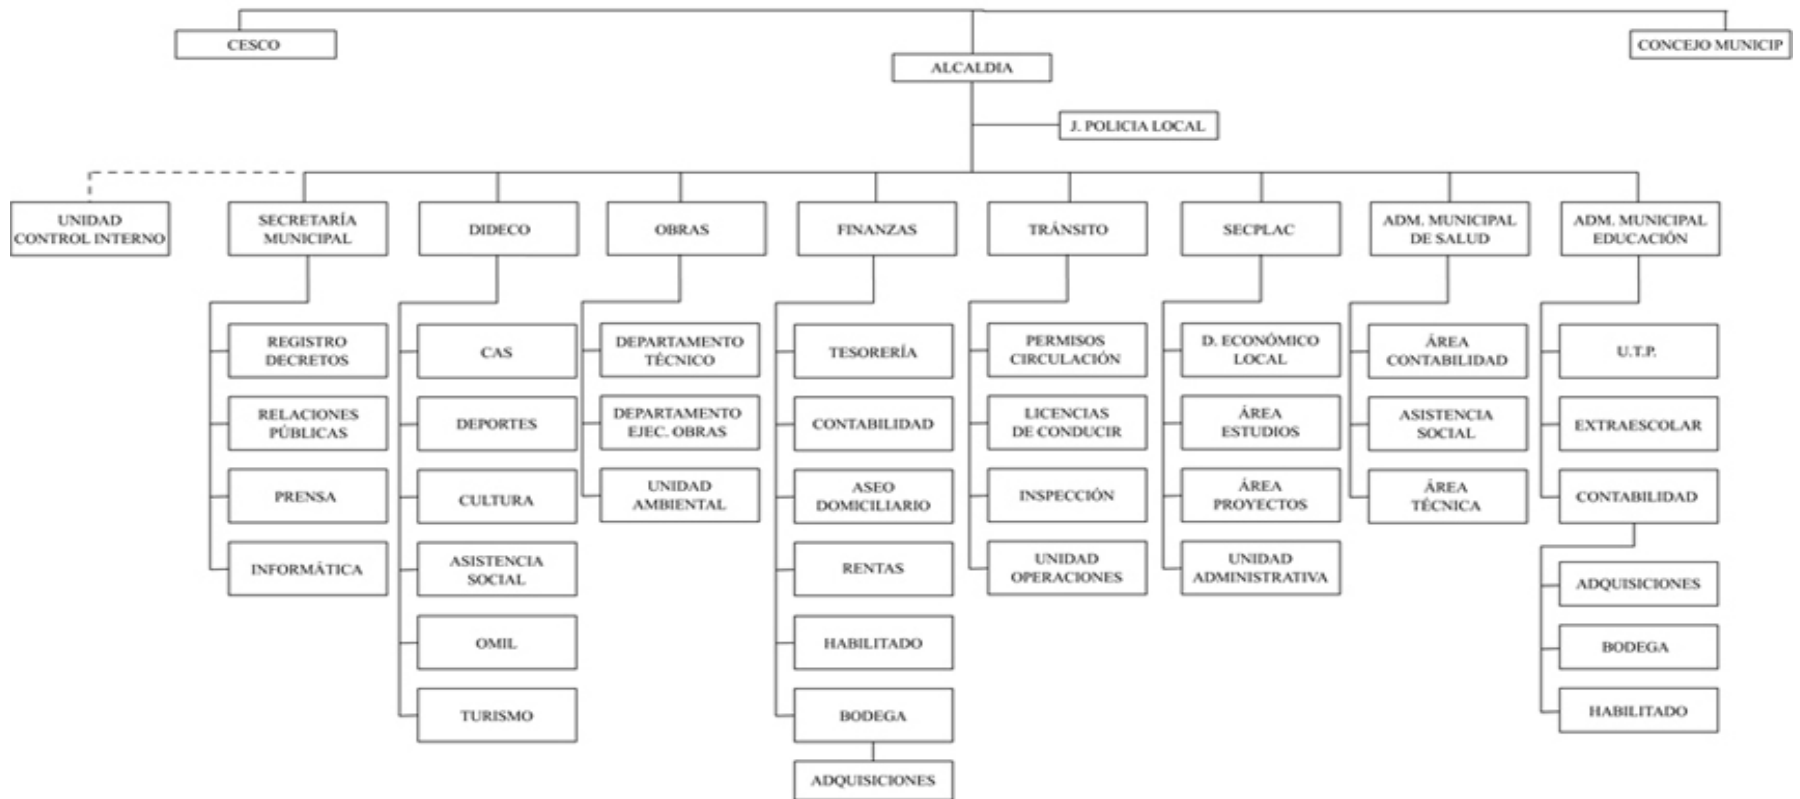 CESCO
CONCEJO MUNICIP
ALCALDIA
J. POLICIA LOCAL
UNIDAD
CONTROL INTERNO
SECRETARÍA
MUNICIPAL
DIDECO
OBRAS
FINANZAS
TRÁNSITO
SECPLAC
ADM. MUNICIPAL
DE SALUD
ADM. MUNICIPAL
EDUCACIÓN
REGISTRO
DECRETOS
RELACIONES
PÚBLICAS
PRENSA
INFORMÁTICA
CAS
DEPORTES
CULTURA
ASISTENCIA
SOCIAL
OMIL
TURISMO
DEPARTAMENTO
TÉCNICO
DEPARTAMENTO
EJEC. OBRAS
UNIDAD
AMBIENTAL
TESORERÍA
CONTABILIDAD
ASEO
DOMICILIARIO
RENTAS
HABILITADO
BODEGA
ADQUISICIONES
PERMISOS
CIRCULACIÓN
LICENCIAS
DE CONDUCIR
INSPECCIÓN
UNIDAD
OPERACIONES
D. ECONÓMICO
LOCAL
ÁREA
ESTUDIOS
ÁREA
PROYECTOS
UNIDAD
ADMINISTRATIVA
ÁREA
CONTABILIDAD
ASISTENCIA
SOCIAL
ÁREA
TÉCNICA
U.T.P.
EXTRAESCOLAR
CONTABILIDAD
ADQUISICIONES
BODEGA
HABILITADO